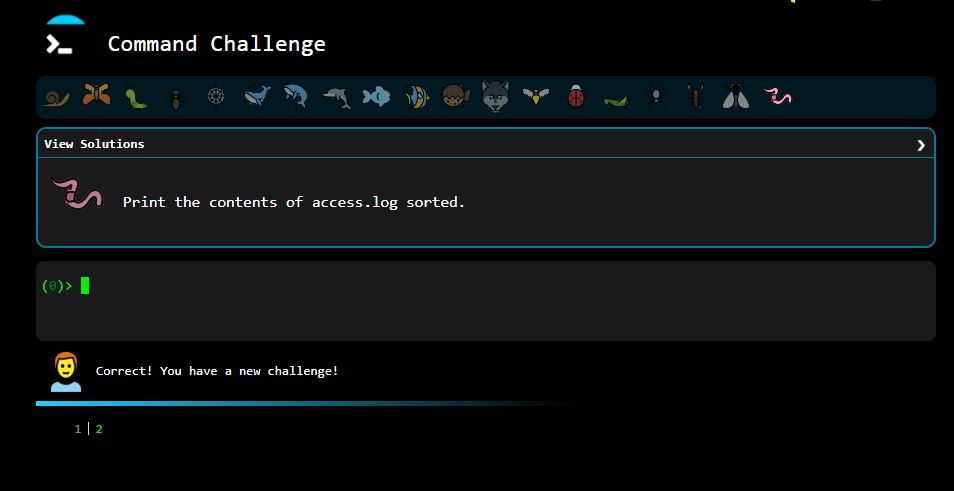 Command Challenge
View Solutions
Print the contents of access.log sorted.
(0)>
Correct! You have a new challenge!
1 | 2